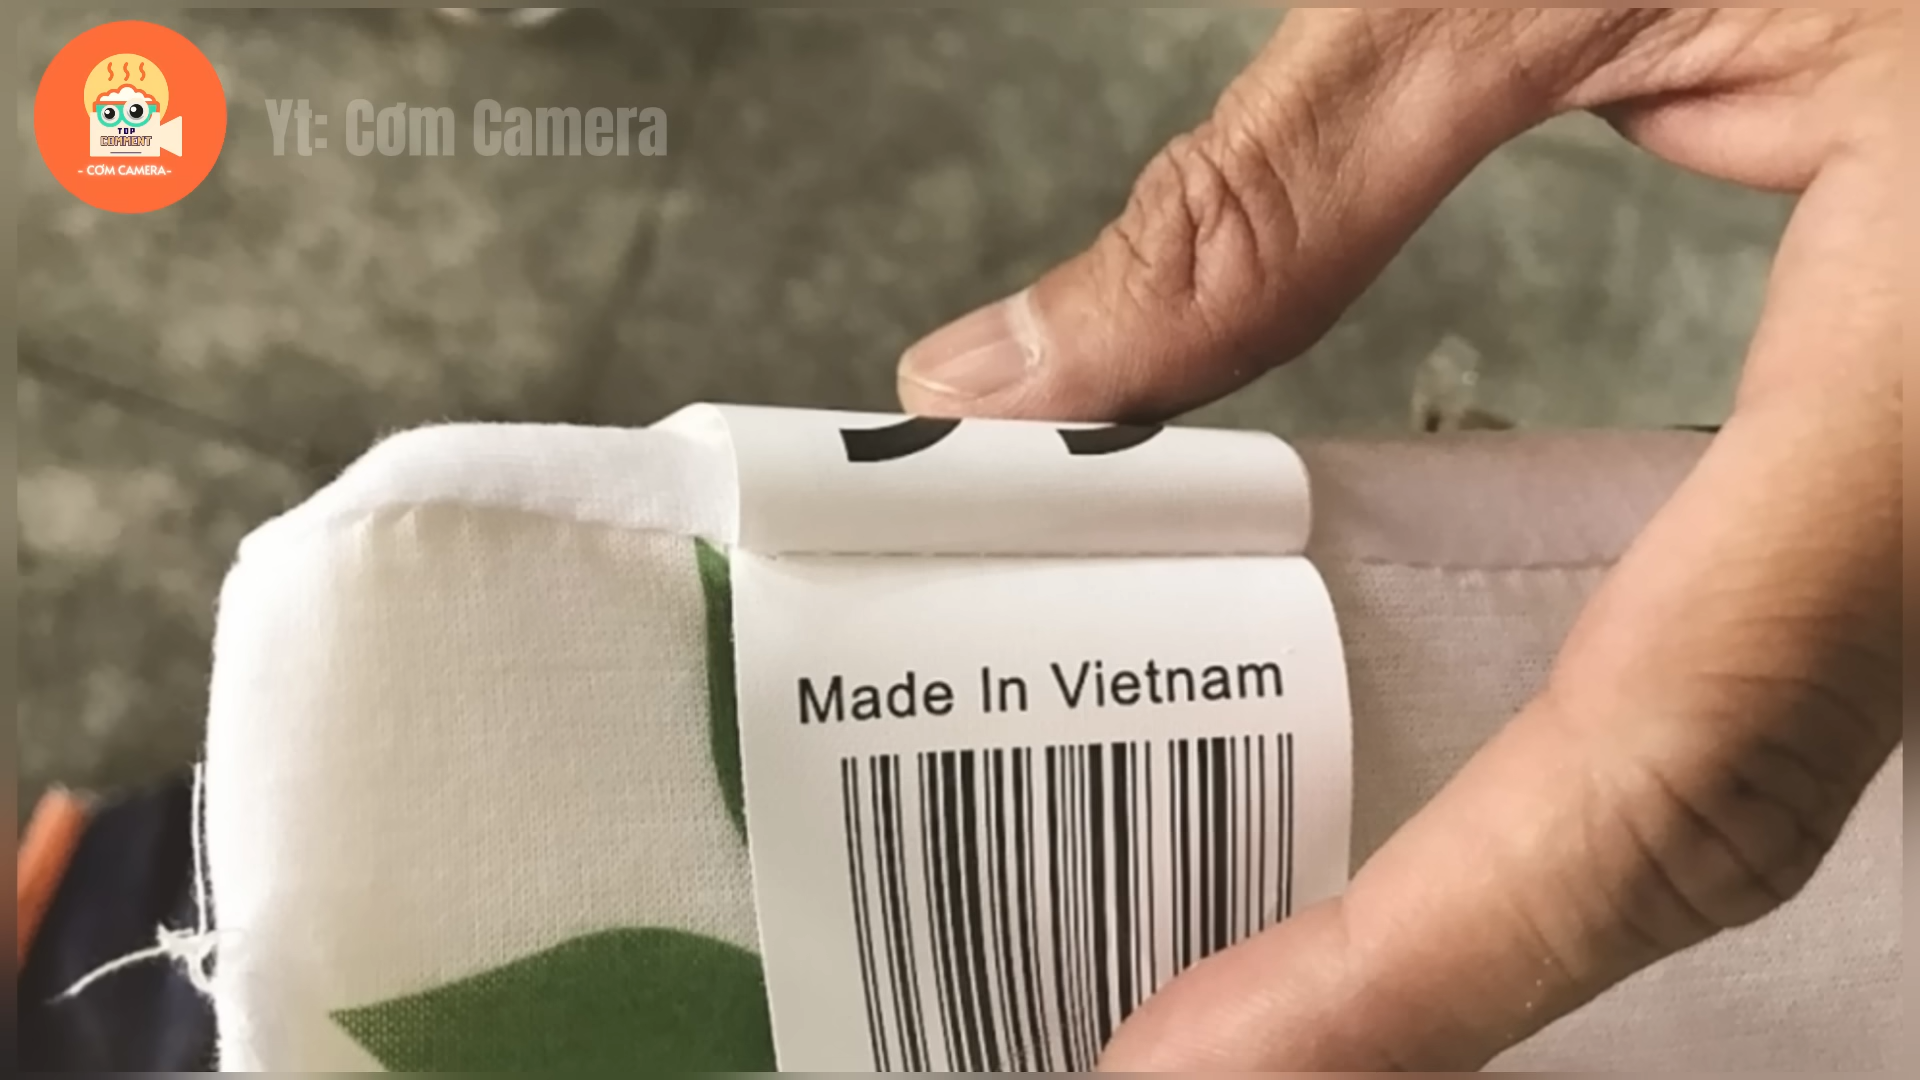 TOP
COMMENT
- CƠM CAMERA-
Yt: Cơm Camera
Made In Vietnam